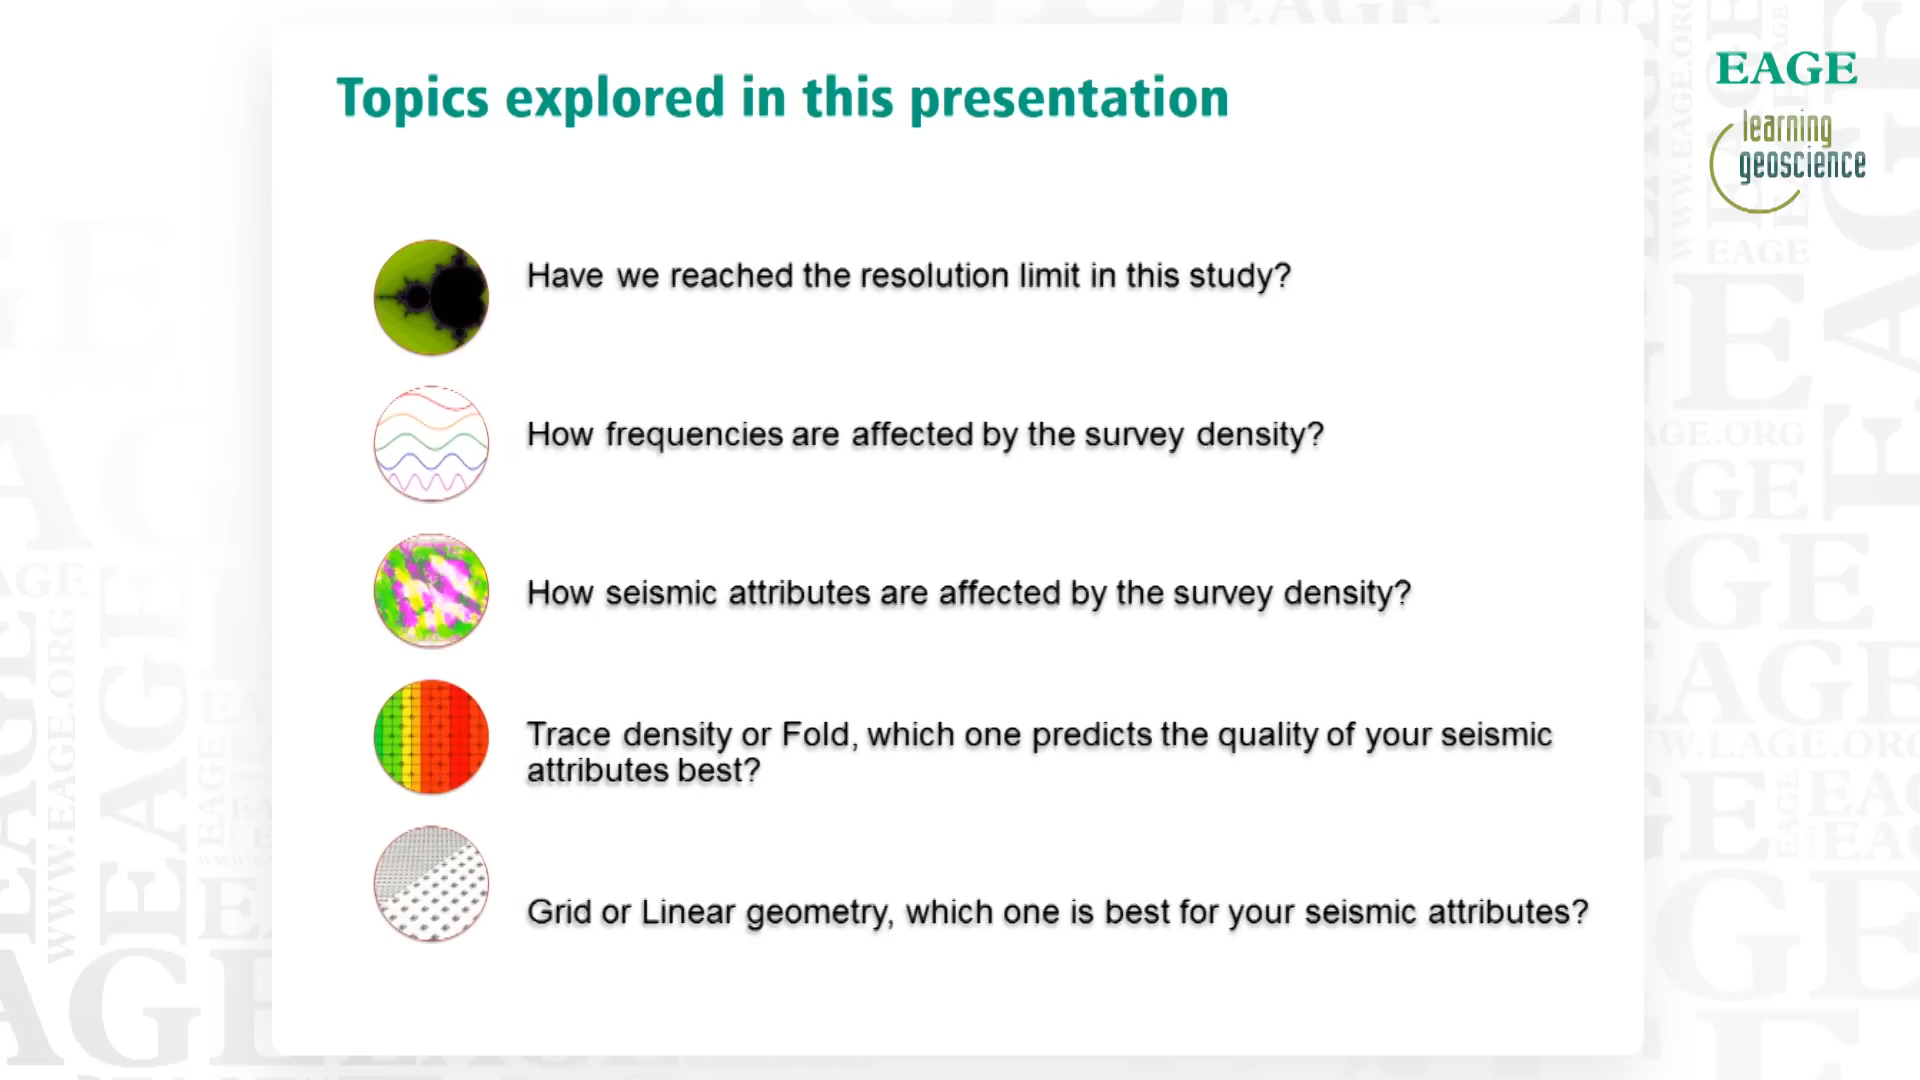 Topics explored in this presentation
EAGE
learning
geoscience
Have we reached the resolution limit in this study?
How frequencies are affected by the survey density?
How seismic attributes are affected by the survey density?
Trace density or Fold, which one predicts the quality of your seismic
attributes best?
Grid or Linear geometry, which one is best for your seismic attributes?